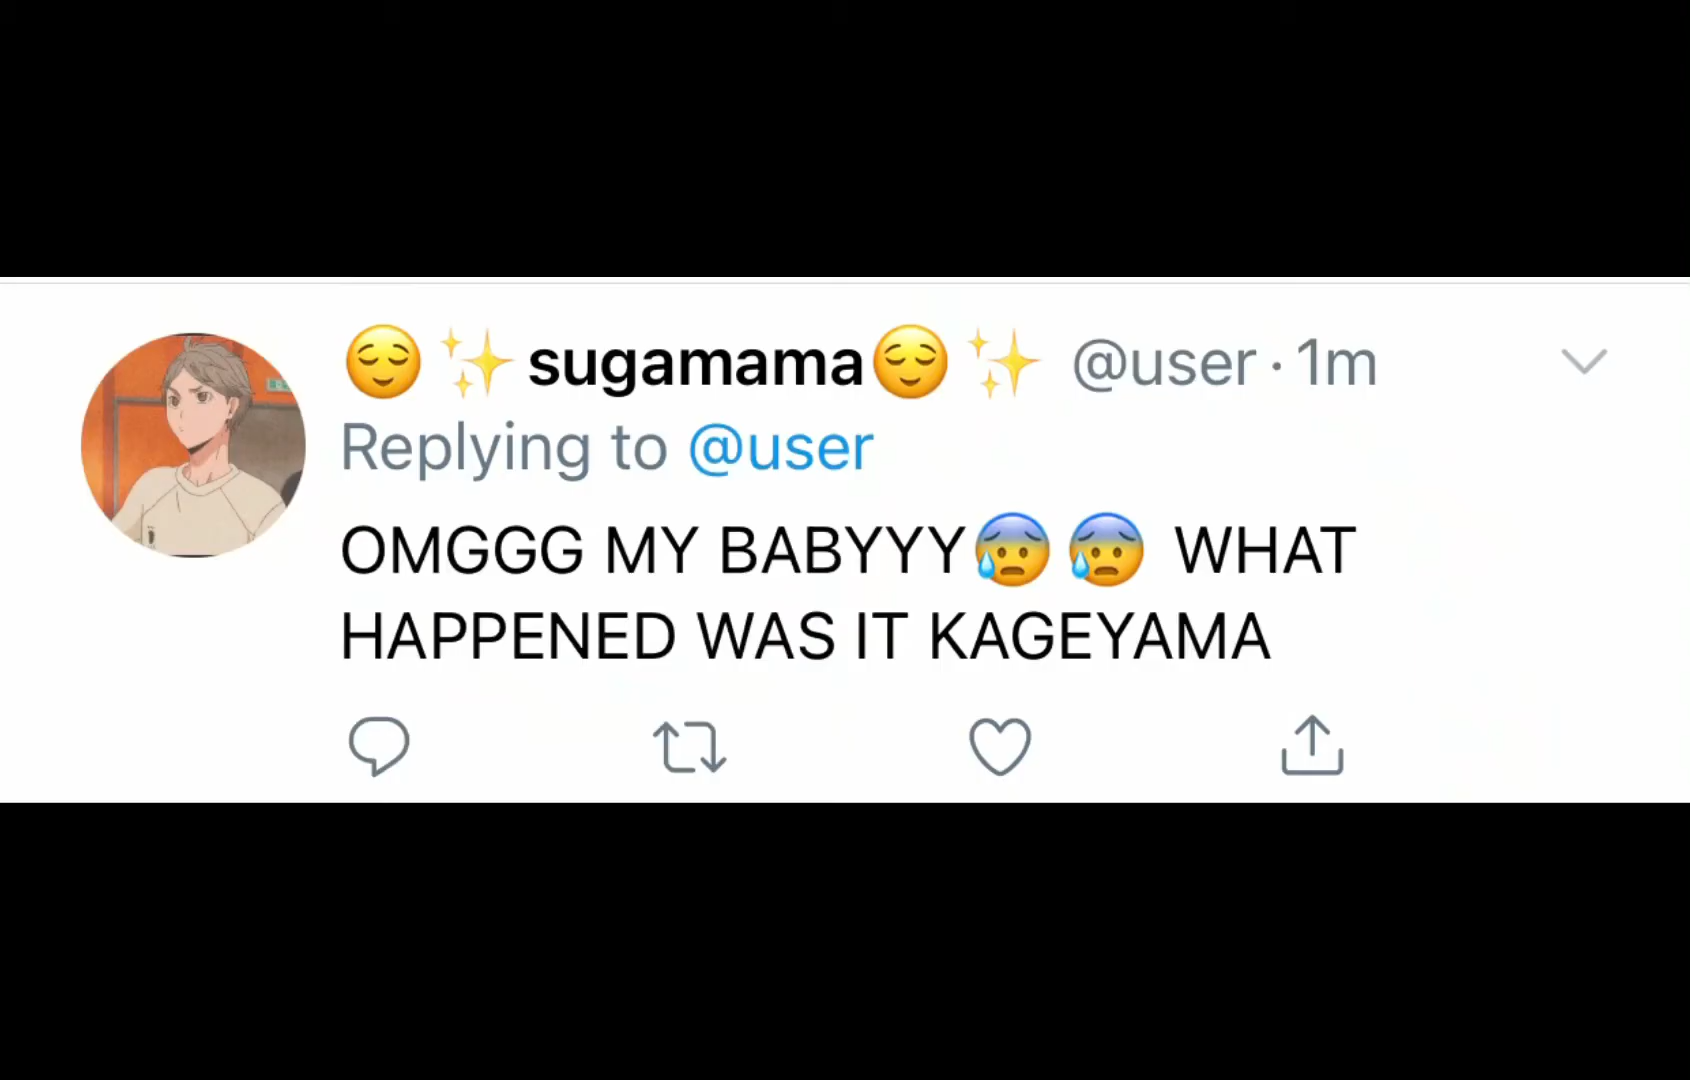 😌✨sugamama😌✨ @user · 1m
Replying to @user
OMGGG MY BABYYY😰😰 WHAT
HAPPENED WAS IT KAGEYAMA